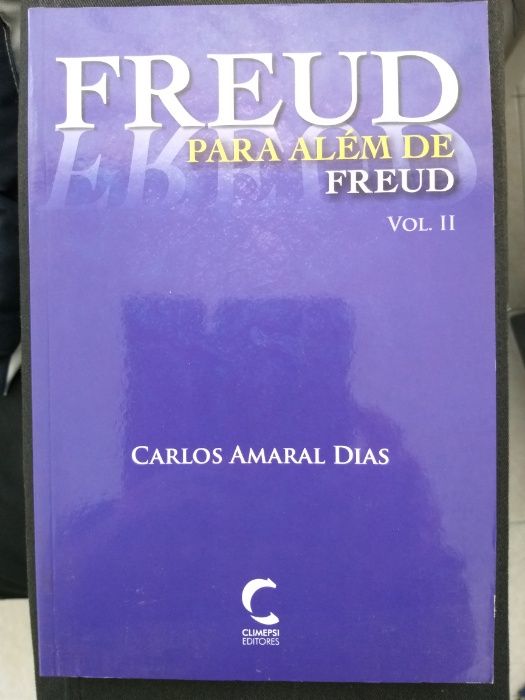 FREUD
PARA ALÉM DE
FREUD
VOL. II
CARLOS AMARAL DIAS
CLIMEPSI
EDITORES